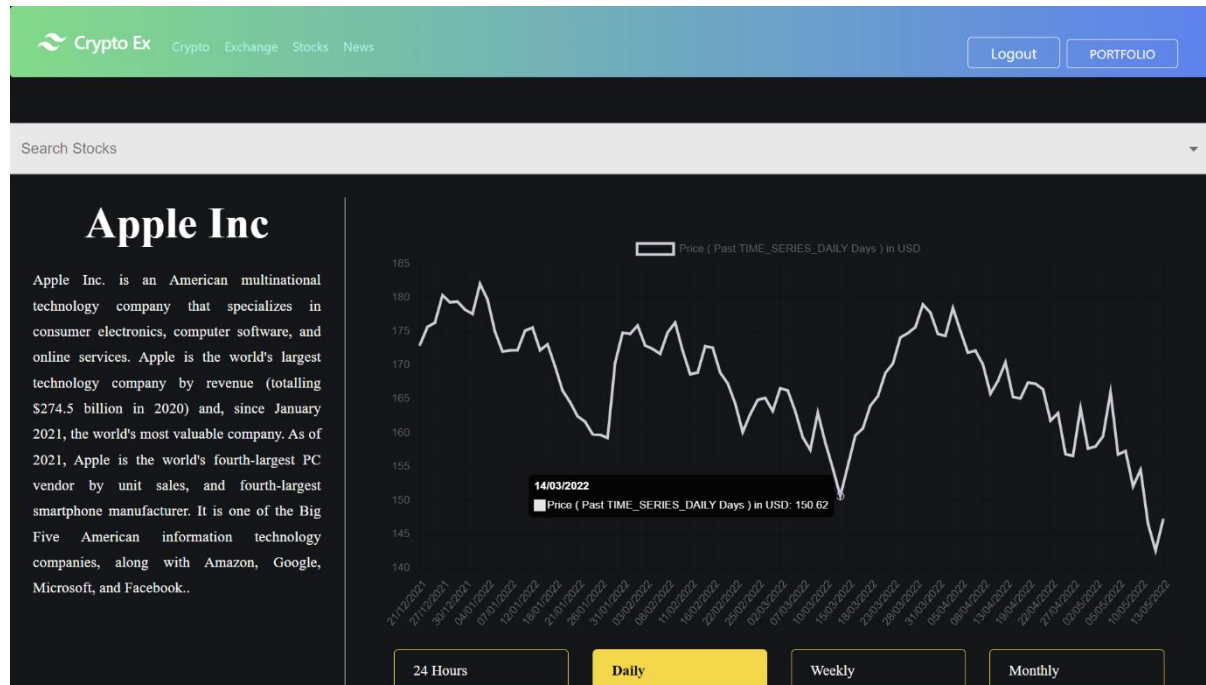 Crypto Ex Crypto Exchange Stocks News Logout PORTFOLIO
Search Stocks
Apple Inc
Apple Inc. is an American multinational
technology company that specializes in
consumer electronics, computer software, and
online services. Apple is the world's largest
technology company by revenue (totalling
$274.5 billion in 2020) and, since January
2021, the world's most valuable company. As of
2021, Apple is the world's fourth-largest PC
vendor by unit sales, and fourth-largest
smartphone manufacturer. It is one of the Big
Five American information technology
companies, along with Amazon, Google,
Microsoft, and Facebook..
Price ( Past TIME_SERIES_DAILY Days ) in USD
185
180
175
170
165
160
155
150
145
140
14/03/2022
Price ( Past TIME_SERIES_DAILY Days ) in USD: 150.62
21/12/2021
27/12/2021
30/12/2021
04/01/2022
07/01/2022
12/01/2022
18/01/2022
21/01/2022
26/01/2022
31/01/2022
03/02/2022
08/02/2022
11/02/2022
16/02/2022
22/02/2022
25/02/2022
02/03/2022
07/03/2022
10/03/2022
15/03/2022
18/03/2022
23/03/2022
28/03/2022
31/03/2022
05/04/2022
08/04/2022
13/04/2022
19/04/2022
22/04/2022
27/04/2022
02/05/2022
05/05/2022
10/05/2022
13/05/2022
24 Hours Daily Weekly Monthly